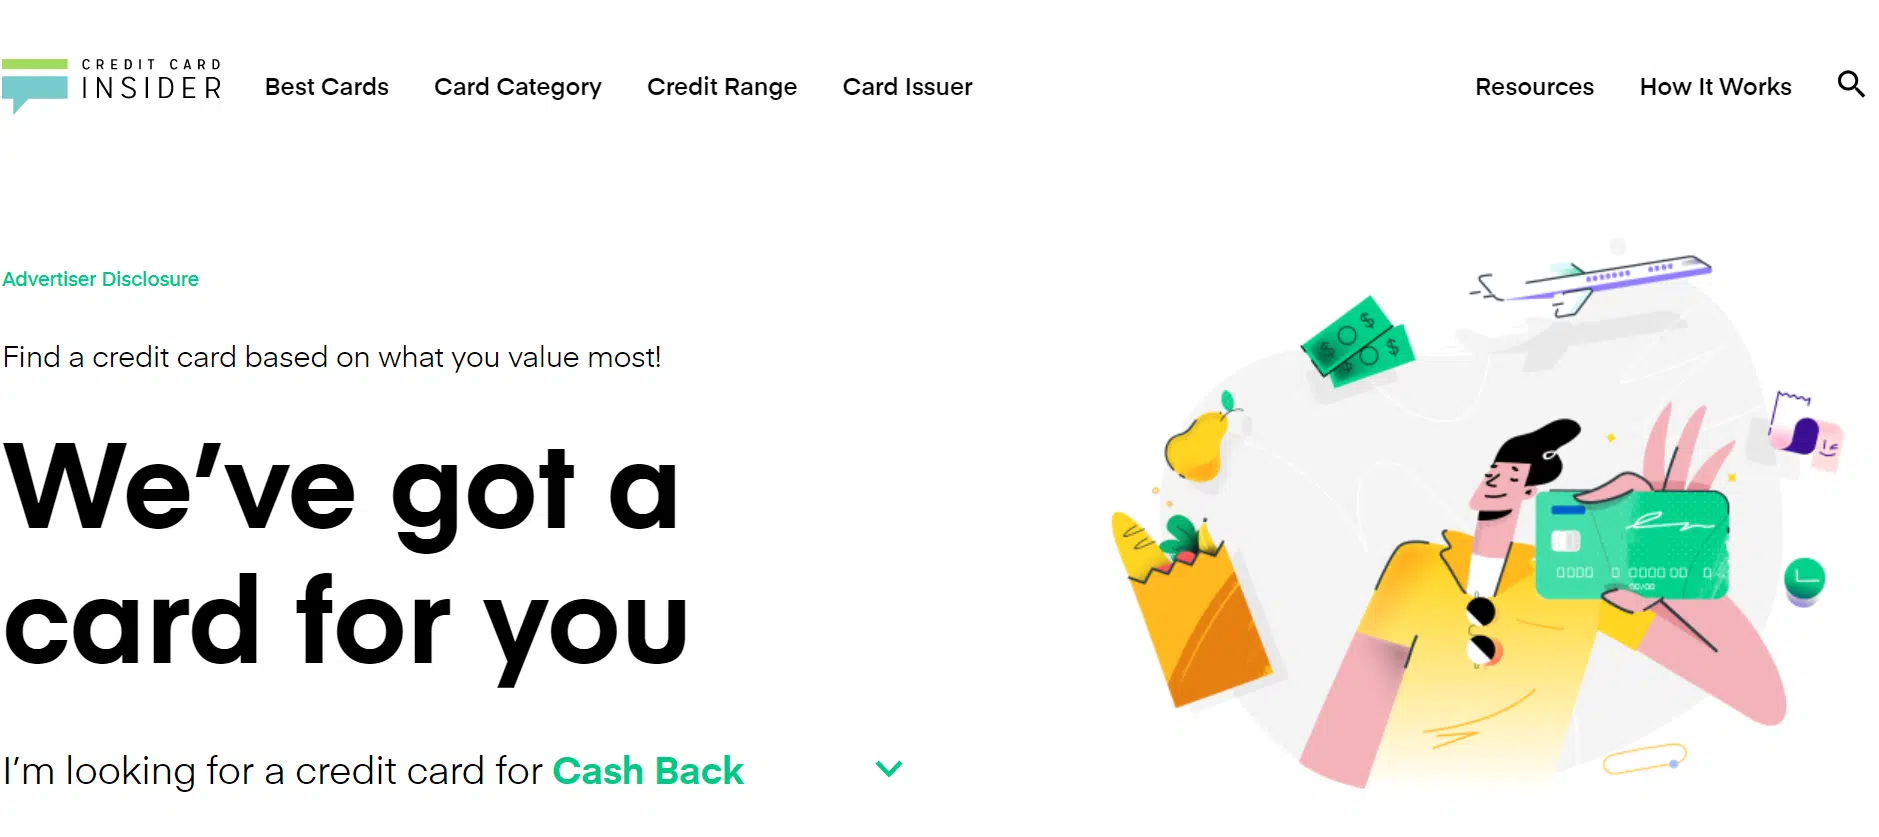 CREDIT CARD
INSIDER
Best Cards
Card Category
Credit Range
Card Issuer
Resources
How It Works
Advertiser Disclosure
Find a credit card based on what you value most!
We’ve got a
card for you
I’m looking for a credit card for Cash Back